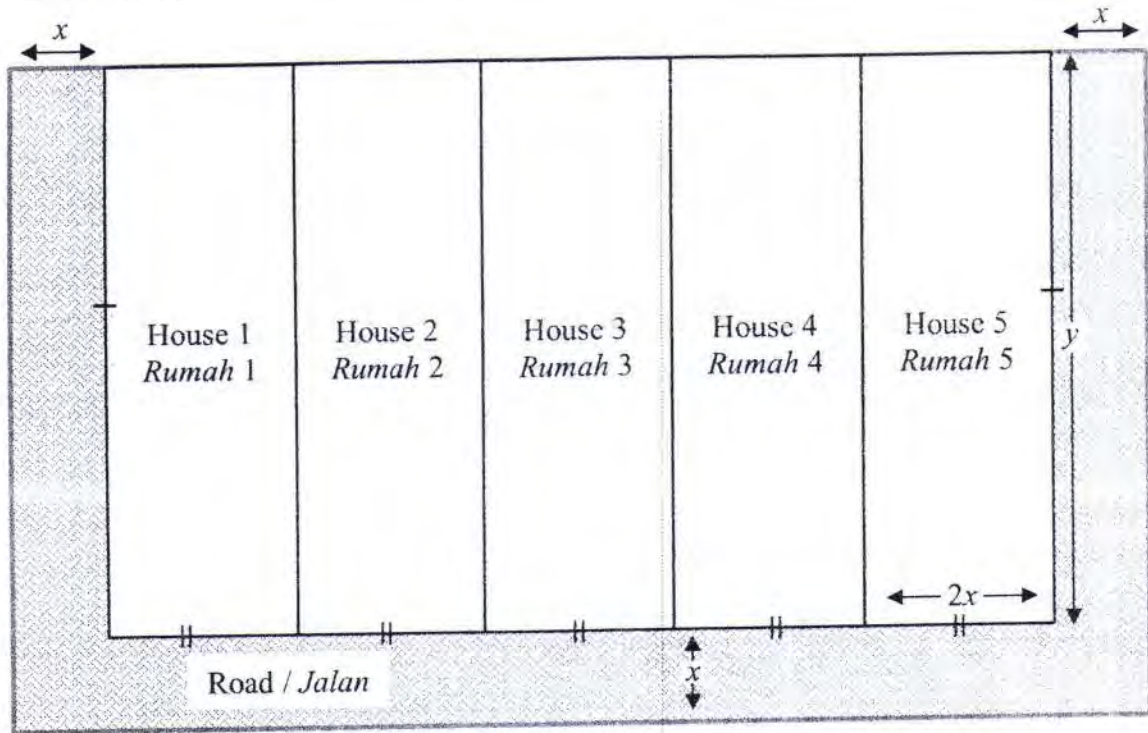 x
x
House 1
Rumah 1
House 2
Rumah 2
House 3
Rumah 3
House 4
Rumah 4
House 5
Rumah 5
y
2x
x
Road / Jalan